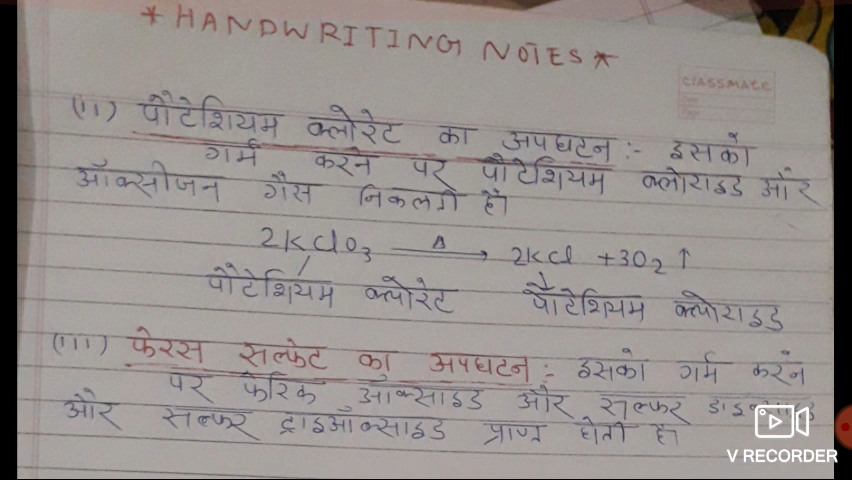 * HANDWRITING NOTES *
CLASSMATE
(11) पोटेशियम क्लोरेट का अपघटन :- इसको
गर्म करने पर पोटेशियम क्लोराइड और
ऑक्सीजन गैस निकलती है।
2KClO3 —Δ→ 2KCl + 3O2 ↑
पोटेशियम क्लोरेट पोटेशियम क्लोराइड
(111) फेरस सल्फेट का अपघटन :- इसको गर्म करने
पर फेरिक ऑक्साइड और सल्फर
और सल्फर ट्राइऑक्साइड प्राप्त होती है।
V RECORDER